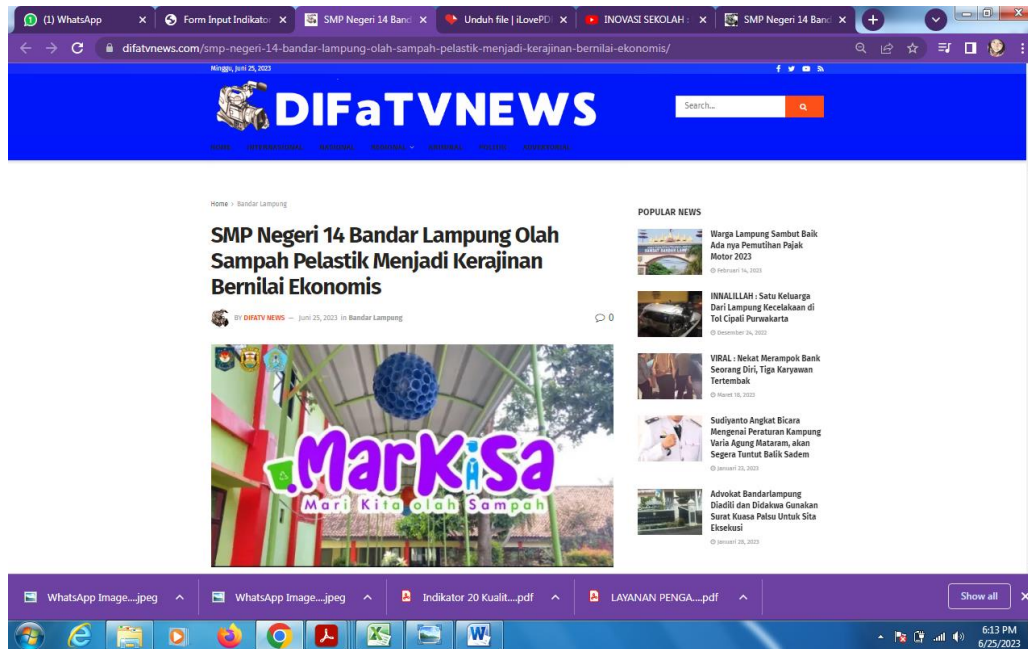 (1) WhatsApp
Form Input Indikator
SMP Negeri 14 Band
Unduh file | iLovePD
INOVASI SEKOLAH :
SMP Negeri 14 Band
difatvnews.com/smp-negeri-14-bandar-lampung-olah-sampah-pelastik-menjadi-kerajinan-bernilai-ekonomis/
Minggu, Juni 25, 2023
DIFaTVNEWS
Search...
HOME INTERNASIONAL NASIONAL
Home > Bandar Lampung
SMP Negeri 14 Bandar Lampung Olah
Sampah Pelastik Menjadi Kerajinan
Bernilai Ekonomis
BY DIFATV NEWS — Juni 25, 2023 in Bandar Lampung
0
MarKiSa
Mari Kita olah Sampah
POPULAR NEWS
Warga Lampung Sambut Baik
Ada nya Pemutihan Pajak
Motor 2023
Februari 14, 2023
INNALILLAH : Satu Keluarga
Dari Lampung Kecelakaan di
Tol Cipali Purwakarta
Desember 24, 2022
VIRAL : Nekat Merampok Bank
Seorang Diri, Tiga Karyawan
Tertembak
Maret 18, 2023
Sudiyanto Angkat Bicara
Mengenai Peraturan Kampung
Varia Agung Mataram, akan
Segera Tuntut Balik Sadem
Januari 23, 2023
Advokat Bandarlampung
Diadili dan Didakwa Gunakan
Surat Kuasa Palsu Untuk Sita
Eksekusi
Januari 28, 2023
WhatsApp Image....jpeg
WhatsApp Image....jpeg
Indikator 20 Kualit....pdf
LAYANAN PENGA....pdf
Show all
6:13 PM
6/25/2023